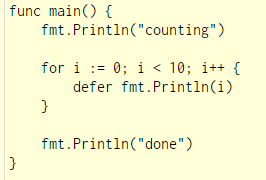 func main() {
    fmt.Println("counting")

    for i := 0; i < 10; i++ {
        defer fmt.Println(i)
    }

    fmt.Println("done")
}